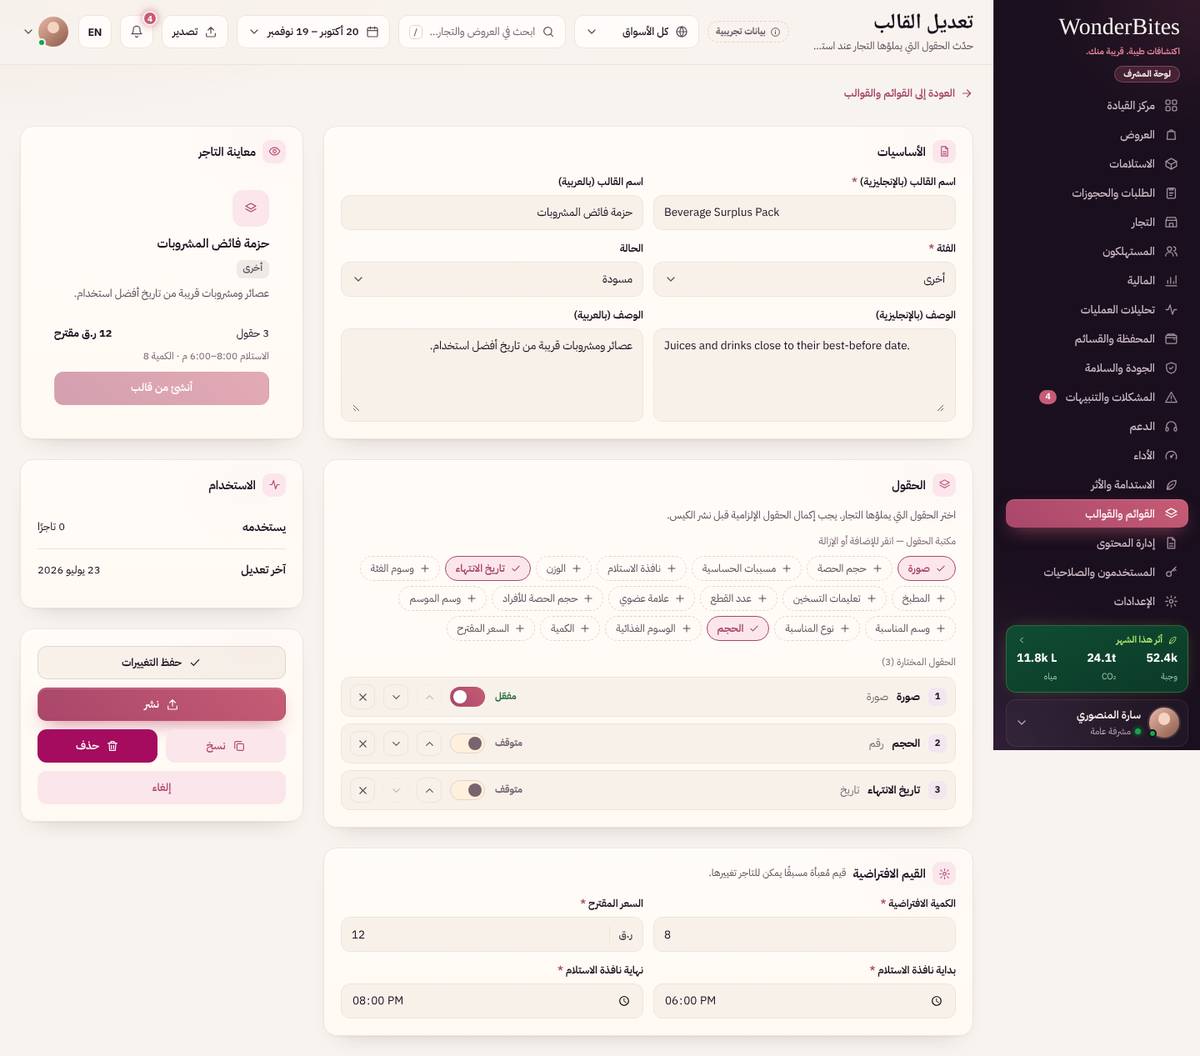 WonderBites
اكتشافات طيبة. قريبة منك.
لوحة المشرف
مركز القيادة
العروض
الاستلامات
الطلبات والحجوزات
التجار
المستهلكون
المالية
تحليلات العمليات
المحفظة والقسائم
الجودة والسلامة
المشكلات والتنبيهات 4
الدعم
الأداء
الاستدامة والأثر
القوائم والقوالب
إدارة المحتوى
المستخدمون والصلاحيات
الإعدادات
أثر هذا الشهر
52.4k 24.1t 11.8k L
وجبة CO₂ مياه
سارة المنصوري
مشرفة عامة
تعديل القالب
حدّث الحقول التي يملؤها التجار عند است...
بيانات تجريبية
كل الأسواق
ابحث في العروض والتجار... /
20 أكتوبر – 19 نوفمبر
تصدير
4
EN
العودة إلى القوائم والقوالب
الأساسيات
اسم القالب (بالإنجليزية) * اسم القالب (بالعربية)
Beverage Surplus Pack حزمة فائض المشروبات
الفئة * الحالة
أخرى مسودة
الوصف (بالإنجليزية) الوصف (بالعربية)
Juices and drinks close to their best-before date. عصائر ومشروبات قريبة من تاريخ أفضل استخدام.
الحقول
اختر الحقول التي يملؤها التجار. يجب إكمال الحقول الإلزامية قبل نشر الكيس.
مكتبة الحقول — انقر للإضافة أو الإزالة
صورة حجم الحصة مسببات الحساسية نافذة الاستلام الوزن تاريخ الانتهاء وسوم الفئة
المطبخ تعليمات التسخين عدد القطع علامة عضوي حجم الحصة للأفراد وسم الموسم
وسم المناسبة نوع المناسبة الحجم الوسوم الغذائية الكمية السعر المقترح
الحقول المختارة (3)
1 صورة صورة مفعّل
2 الحجم رقم متوقف
3 تاريخ الانتهاء تاريخ متوقف
القيم الافتراضية قيم مُعبأة مسبقًا يمكن للتاجر تغييرها.
الكمية الافتراضية * السعر المقترح *
8 ر.ق 12
بداية نافذة الاستلام * نهاية نافذة الاستلام *
06:00 PM 08:00 PM
معاينة التاجر
حزمة فائض المشروبات
أخرى
عصائر ومشروبات قريبة من تاريخ أفضل استخدام.
3 حقول 12 ر.ق مقترح
الاستلام 8:00–6:00 م · الكمية 8
أنشئ من قالب
الاستخدام
يستخدمه 0 تاجرًا
آخر تعديل 23 يوليو 2026
حفظ التغييرات
نشر
نسخ حذف
إلغاء